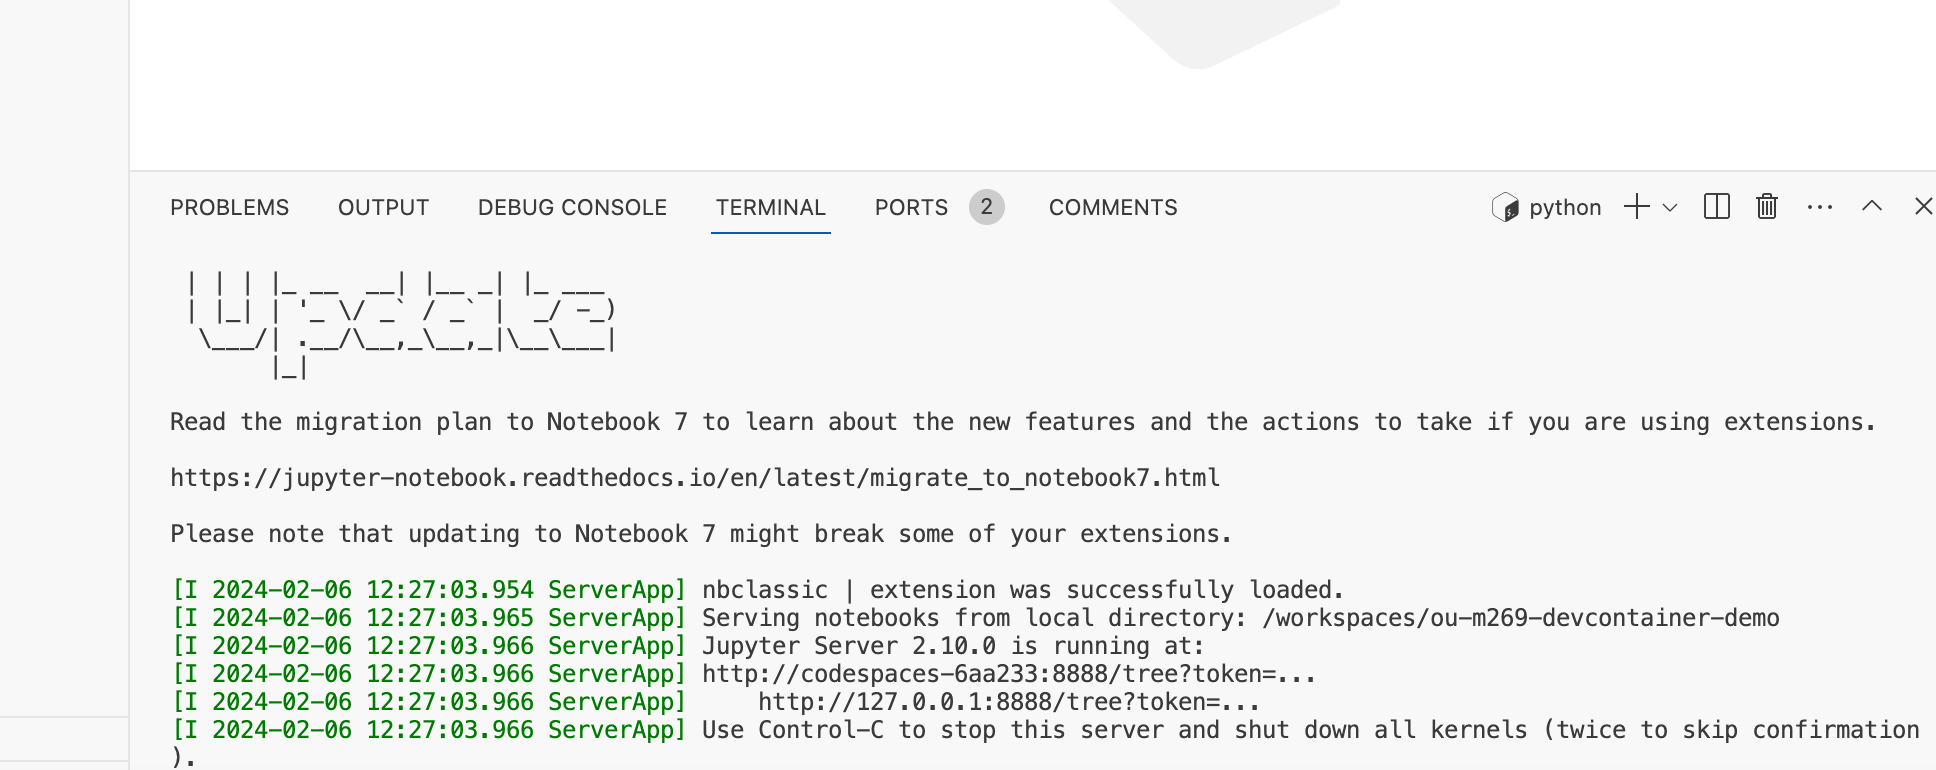 PROBLEMS OUTPUT DEBUG CONSOLE TERMINAL PORTS 2 COMMENTS python
 | | | |_ __  __| |__ _| |_ ___
 | |_| | '_ \/ _` / _` |  _/ -_)
  \___/| .__/\__,_\__,_|\__\___|
       |_|
Read the migration plan to Notebook 7 to learn about the new features and the actions to take if you are using extensions.
https://jupyter-notebook.readthedocs.io/en/latest/migrate_to_notebook7.html
Please note that updating to Notebook 7 might break some of your extensions.
[I 2024-02-06 12:27:03.954 ServerApp] nbclassic | extension was successfully loaded.
[I 2024-02-06 12:27:03.965 ServerApp] Serving notebooks from local directory: /workspaces/ou-m269-devcontainer-demo
[I 2024-02-06 12:27:03.966 ServerApp] Jupyter Server 2.10.0 is running at:
[I 2024-02-06 12:27:03.966 ServerApp] http://codespaces-6aa233:8888/tree?token=...
[I 2024-02-06 12:27:03.966 ServerApp]     http://127.0.0.1:8888/tree?token=...
[I 2024-02-06 12:27:03.966 ServerApp] Use Control-C to stop this server and shut down all kernels (twice to skip confirmation
).